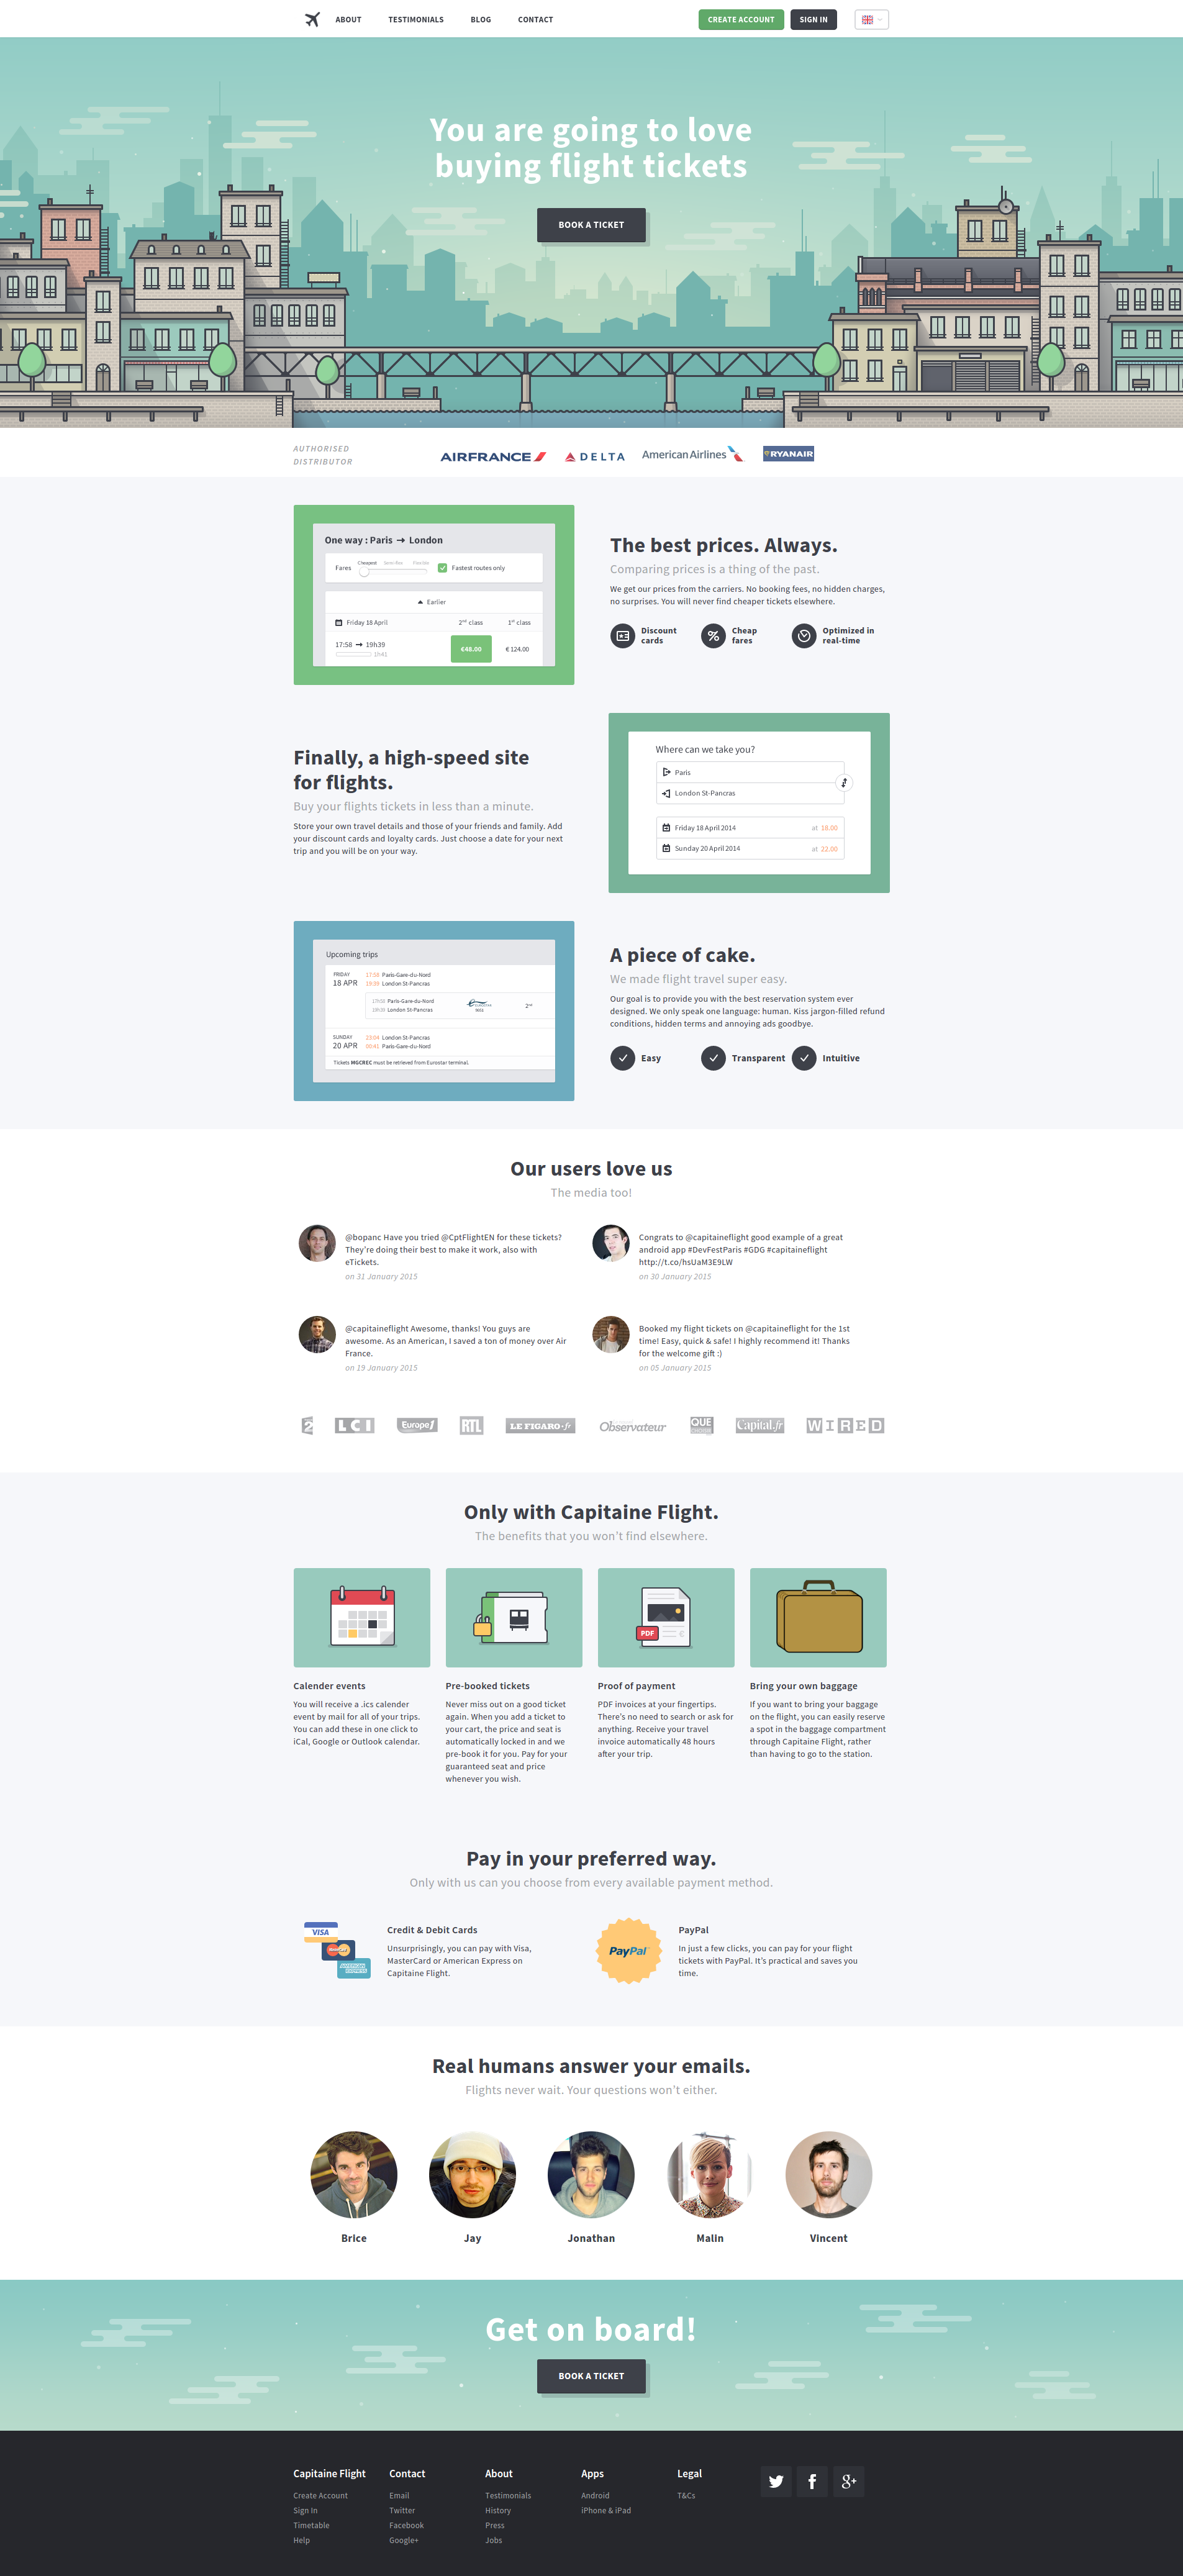 ABOUT
TESTIMONIALS
BLOG
CONTACT
CREATE ACCOUNT
SIGN IN
You are going to love
buying flight tickets
BOOK A TICKET
AUTHORISED
DISTRIBUTOR
AIRFRANCE
DELTA
American Airlines
RYANAIR
One way : Paris → London
Fares
Cheapest
Fastest routes only
Earlier
Friday 18 April
2nd class
1st class
17:58 → 19h39
1h41
€48.00
€ 124.00
The best prices. Always.
Comparing prices is a thing of the past.
We get our prices from the carriers. No booking fees, no hidden charges,
no surprises. You will never find cheaper tickets elsewhere.
Discount
cards
Cheap
fares
Optimized in
real-time
Finally, a high-speed site
for flights.
Buy your flights tickets in less than a minute.
Store your own travel details and those of your friends and family. Add
your discount cards and loyalty cards. Just choose a date for your next
trip and you will be on your way.
Where can we take you?
Paris
London St-Pancras
Friday 18 April 2014
at 18.00
Sunday 20 April 2014
at 22.00
Upcoming trips
FRIDAY
18 APR
17:58 Paris-Gare-du-Nord
19:39 London St-Pancras
Paris-Gare-du-Nord
London St-Pancras
2nd
SUNDAY
20 APR
23:04 London St-Pancras
00:41 Paris-Gare-du-Nord
Tickets MGCREC must be retrieved from Eurostar terminal.
A piece of cake.
We made flight travel super easy.
Our goal is to provide you with the best reservation system ever
designed. We only speak one language: human. Kiss jargon-filled refund
conditions, hidden terms and annoying ads goodbye.
Easy
Transparent
Intuitive
Our users love us
The media too!
@bopanc Have you tried @CptFlightEN for these tickets?
They're doing their best to make it work, also with
eTickets.
on 31 January 2015
Congrats to @capitaineflight good example of a great
android app #DevFestParis #GDG #capitaineflight
http://t.co/hsUaM3E9LW
on 30 January 2015
@capitaineflight Awesome, thanks! You guys are
awesome. As an American, I saved a ton of money over Air
France.
on 19 January 2015
Booked my flight tickets on @capitaineflight for the 1st
time! Easy, quick & safe! I highly recommend it! Thanks
for the welcome gift :)
on 05 January 2015
2
LCI
Europe1
RTL
LE FIGARO·fr
Observateur
QUE
Capital.fr
WIRED
Only with Capitaine Flight.
The benefits that you won't find elsewhere.
PDF
Calender events
You will receive a .ics calender
event by mail for all of your trips.
You can add these in one click to
iCal, Google or Outlook calendar.
Pre-booked tickets
Never miss out on a good ticket
again. When you add a ticket to
your cart, the price and seat is
automatically locked in and we
pre-book it for you. Pay for your
guaranteed seat and price
whenever you wish.
Proof of payment
PDF invoices at your fingertips.
There's no need to search or ask for
anything. Receive your travel
invoice automatically 48 hours
after your trip.
Bring your own baggage
If you want to bring your baggage
on the flight, you can easily reserve
a spot in the baggage compartment
through Capitaine Flight, rather
than having to go to the station.
Pay in your preferred way.
Only with us can you choose from every available payment method.
VISA
Credit & Debit Cards
Unsurprisingly, you can pay with Visa,
MasterCard or American Express on
Capitaine Flight.
PayPal
PayPal
In just a few clicks, you can pay for your flight
tickets with PayPal. It's practical and saves you
time.
Real humans answer your emails.
Flights never wait. Your questions won't either.
Brice
Jay
Jonathan
Malin
Vincent
Get on board!
BOOK A TICKET
Capitaine Flight
Create Account
Sign In
Timetable
Help
Contact
Email
Twitter
Facebook
Google+
About
Testimonials
History
Press
Jobs
Apps
Android
iPhone & iPad
Legal
T&Cs